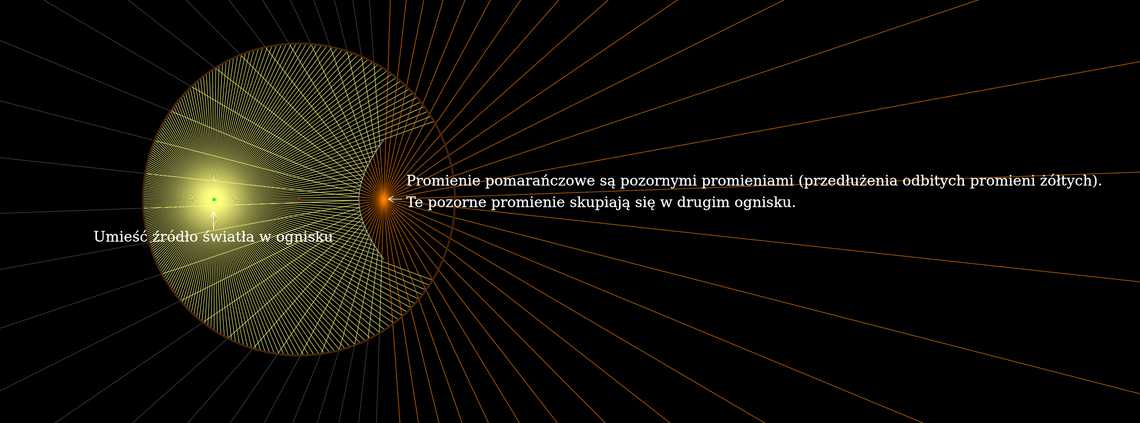 Promienie pomarańczowe są pozornymi promieniami (przedłużenia odbitych promieni żółtych).
Te pozorne promienie skupiają się w drugim ognisku.
Umieść źródło światła w ognisku